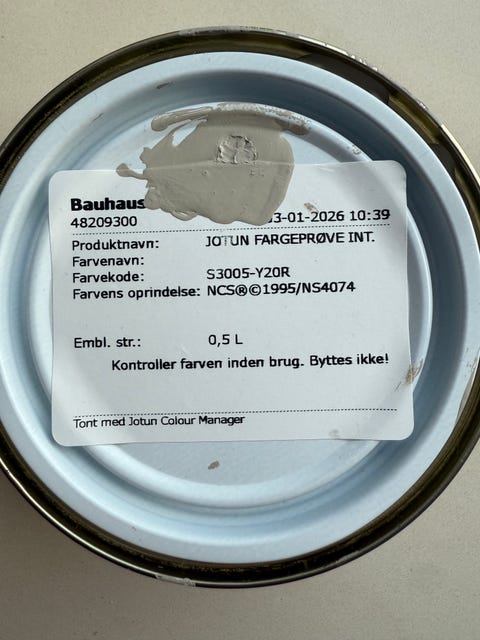 Bauhaus
48209300 3-01-2026 10:39
Produktnavn: JOTUN FARGEPRØVE INT.
Farvenavn:
Farvekode: S3005-Y20R
Farvens oprindelse: NCS®©1995/NS4074
Embl. str.: 0,5 L
Kontroller farven inden brug. Byttes ikke!
Tont med Jotun Colour Manager